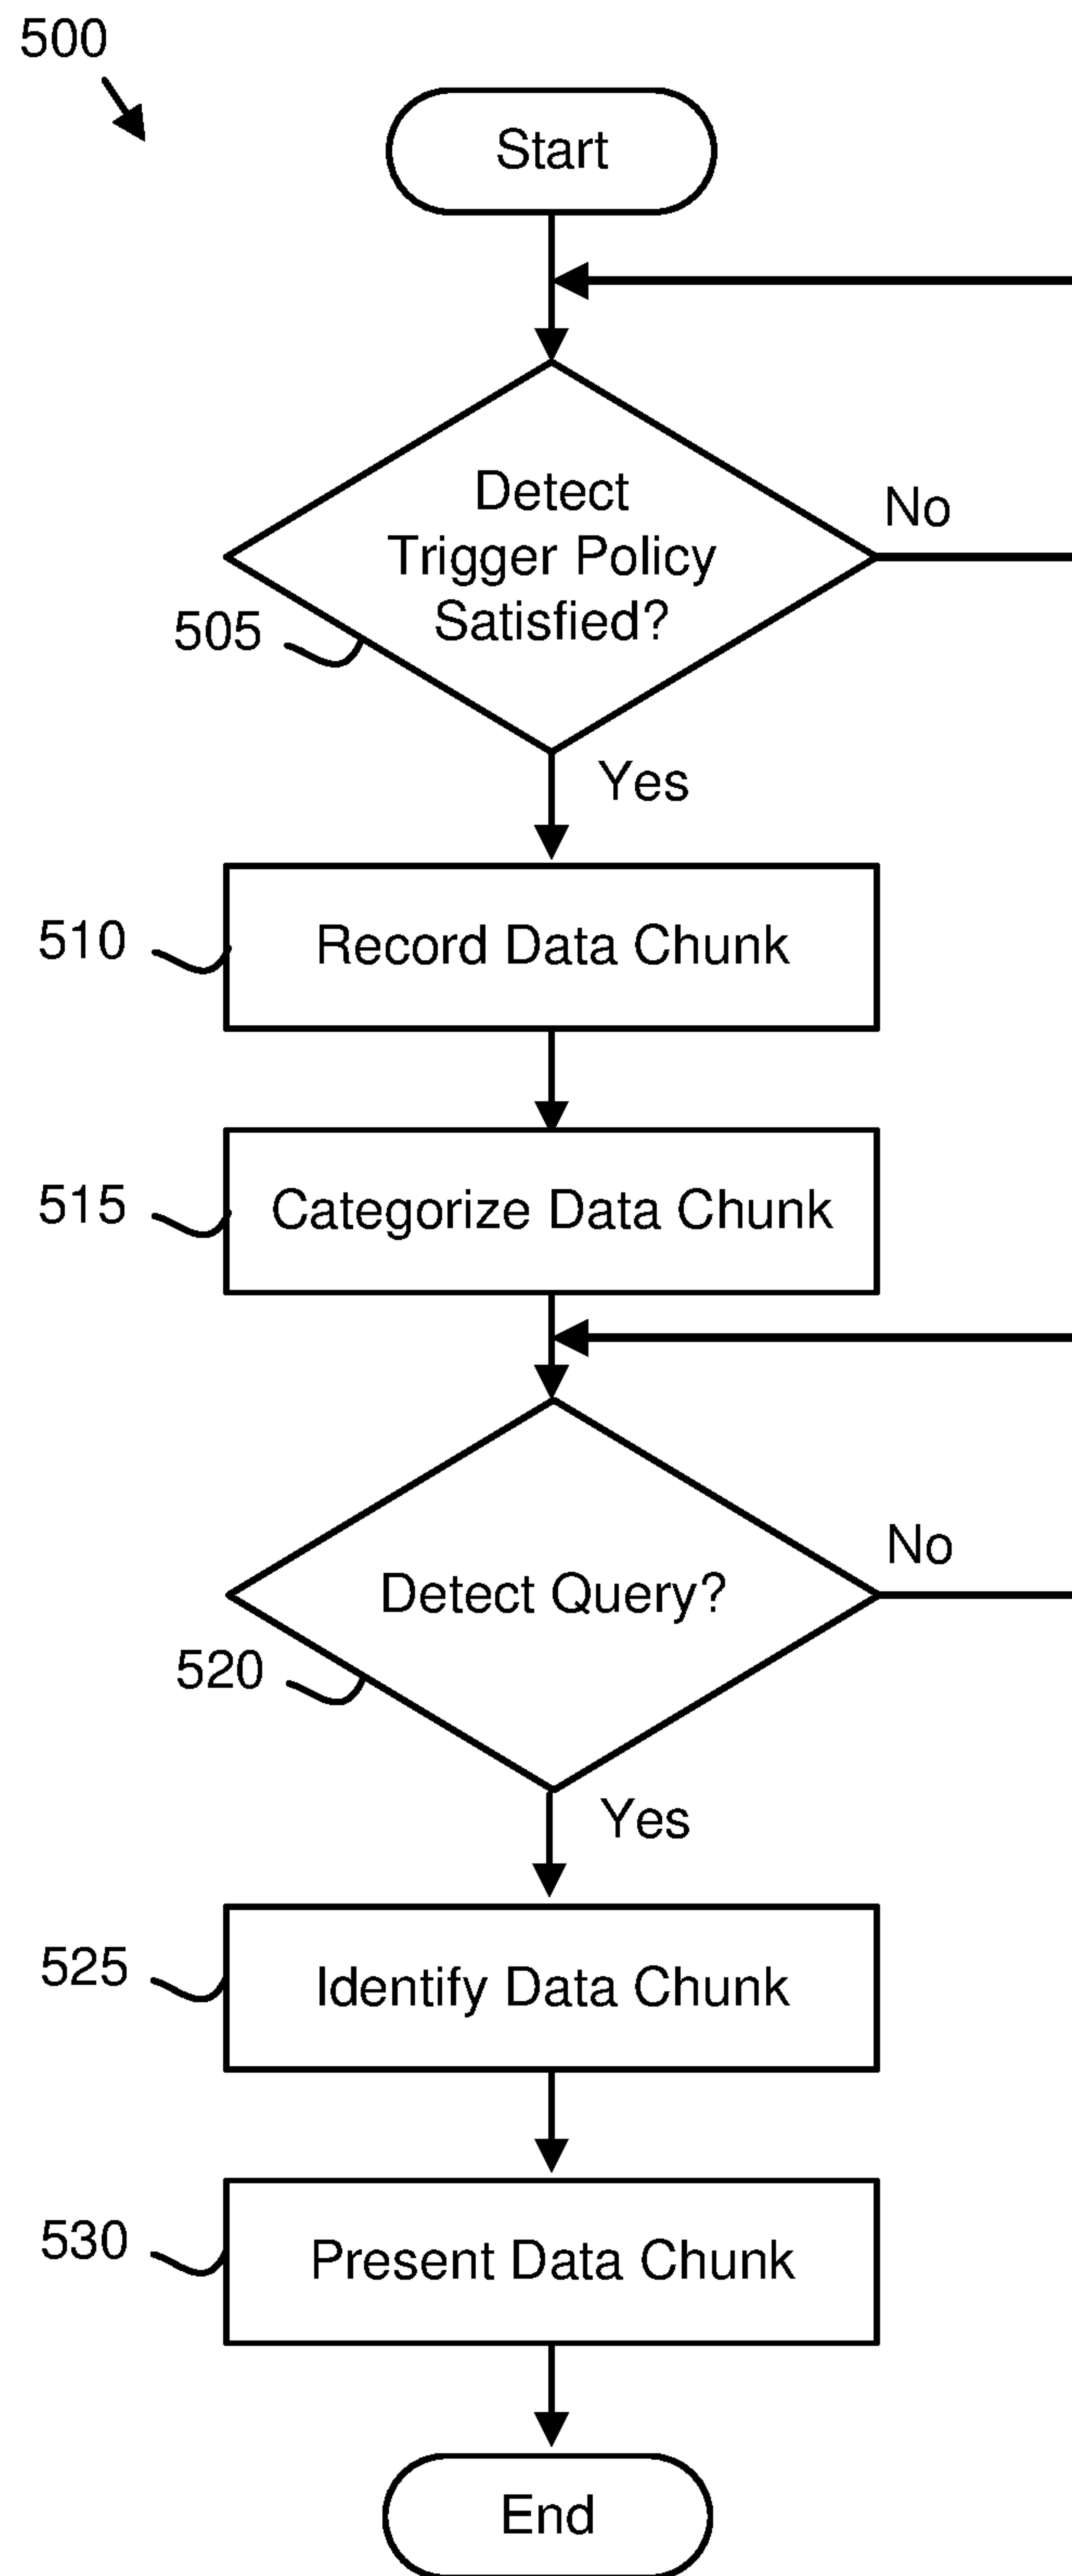 500
Start
Detect
Trigger Policy
Satisfied?
No
505
Yes
510
Record Data Chunk
515
Categorize Data Chunk
Detect Query?
No
520
Yes
525
Identify Data Chunk
530
Present Data Chunk
End